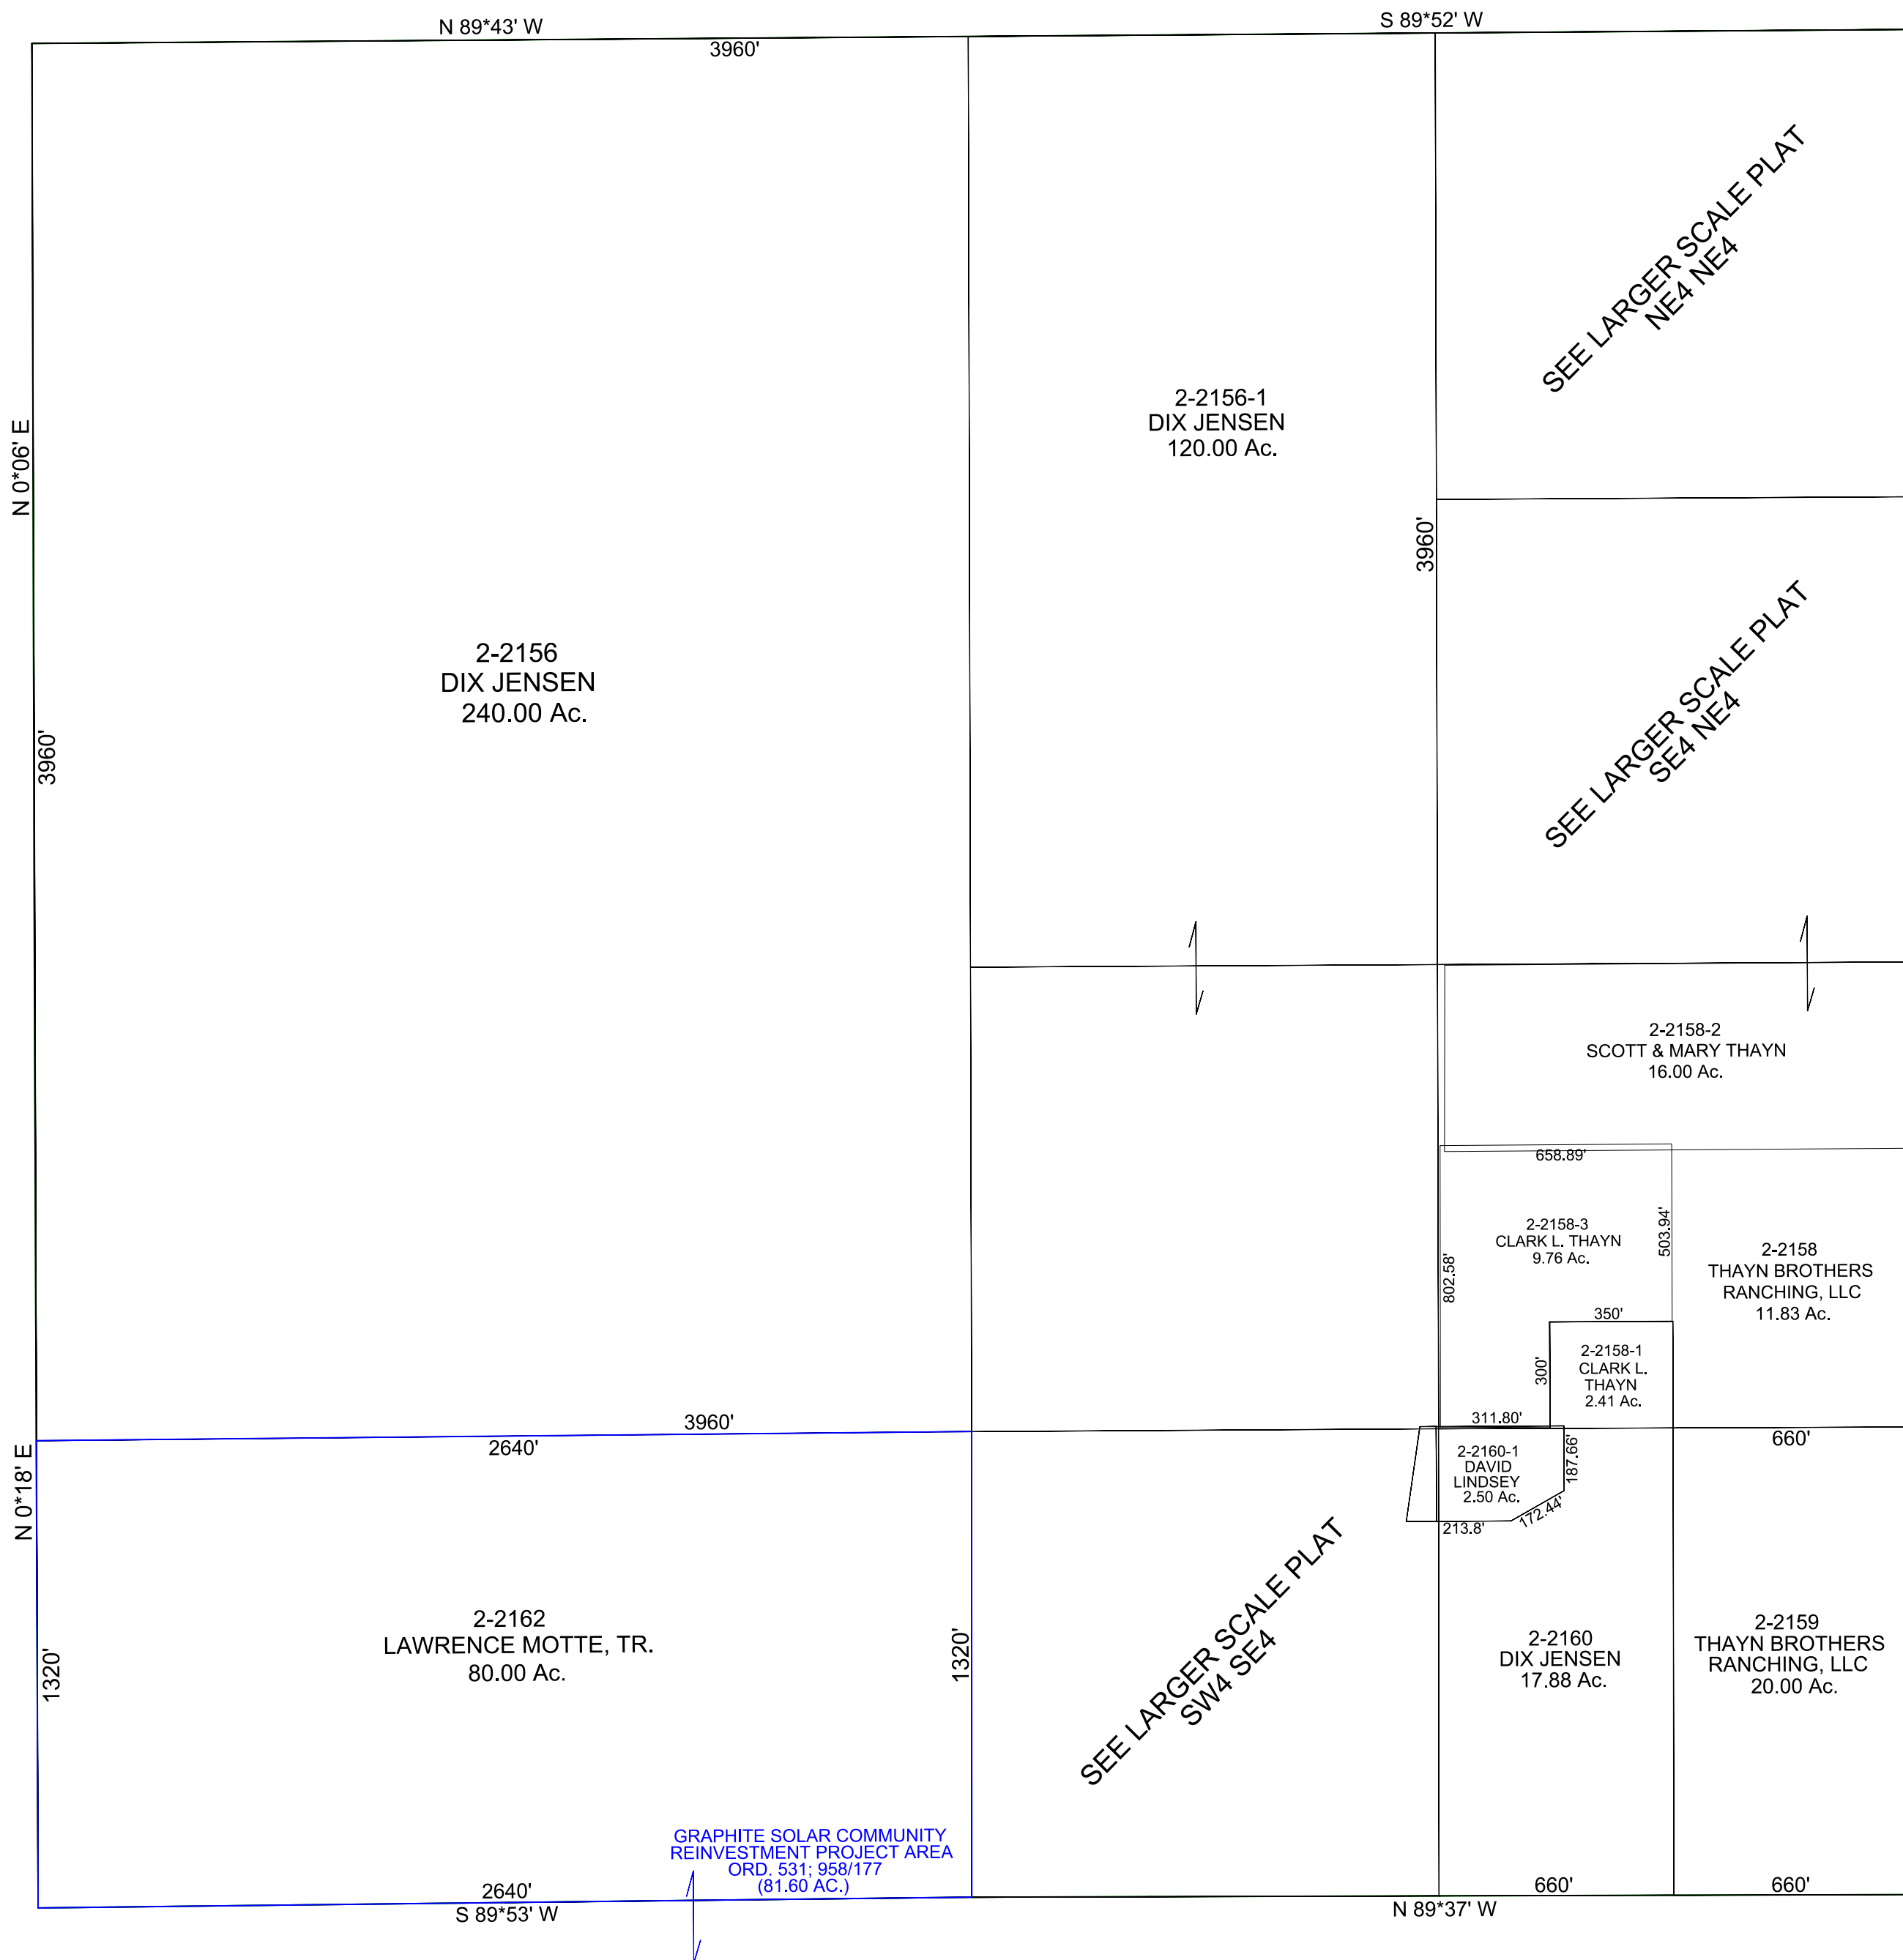 N 89*43' W
S 89*52' W
3960'
SEE LARGER SCALE PLAT
NE4 NE4
2-2156-1
DIX JENSEN
120.00 Ac.
N 0*06' E
3960'
3960'
2-2156
DIX JENSEN
240.00 Ac.
SEE LARGER SCALE PLAT
SE4 NE4
2-2158-2
SCOTT & MARY THAYN
16.00 Ac.
658.89'
2-2158-3
CLARK L. THAYN
9.76 Ac.
503.94'
802.58'
2-2158
THAYN BROTHERS
RANCHING, LLC
11.83 Ac.
350'
300'
2-2158-1
CLARK L.
THAYN
2.41 Ac.
3960'
2640'
311.80'
660'
N 0*18' E
2-2160-1
DAVID
LINDSEY
2.50 Ac.
187.66'
172.44'
213.8'
2-2162
LAWRENCE MOTTE, TR.
80.00 Ac.
1320'
1320'
SEE LARGER SCALE PLAT
SW4 SE4
2-2160
DIX JENSEN
17.88 Ac.
2-2159
THAYN BROTHERS
RANCHING, LLC
20.00 Ac.
GRAPHITE SOLAR COMMUNITY
REINVESTMENT PROJECT AREA
ORD. 531; 958/177
(81.60 AC.)
2640'
660'
660'
S 89*53' W
N 89*37' W